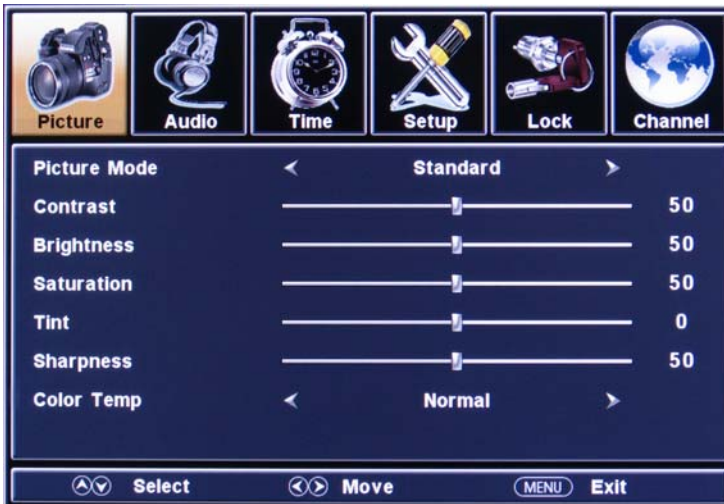 Picture Audio Time Setup Lock Channel
Picture Mode Standard
Contrast 50
Brightness 50
Saturation 50
Tint 0
Sharpness 50
Color Temp Normal
Select Move MENU Exit